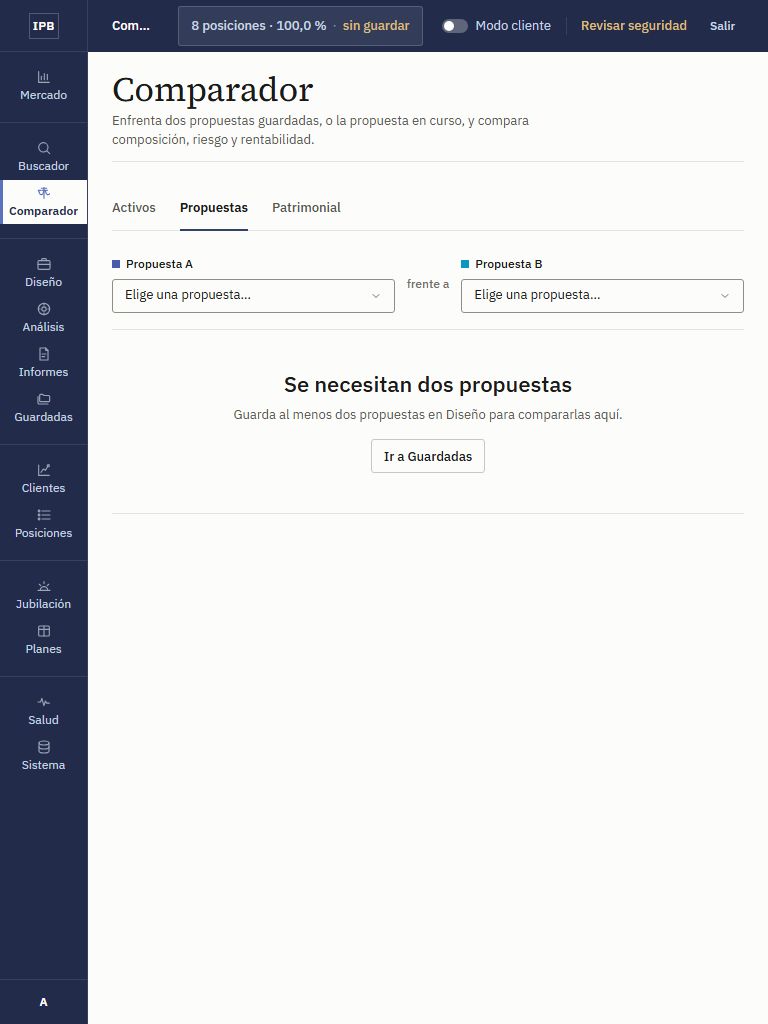 IPB
Com...
8 posiciones · 100,0 % · sin guardar
Modo cliente
Revisar seguridad
Salir
Mercado
Buscador
Comparador
Diseño
Análisis
Informes
Guardadas
Clientes
Posiciones
Jubilación
Planes
Salud
Sistema
A
Comparador
Enfrenta dos propuestas guardadas, o la propuesta en curso, y compara
composición, riesgo y rentabilidad.
Activos
Propuestas
Patrimonial
Propuesta A
Elige una propuesta...
frente a
Propuesta B
Elige una propuesta...
Se necesitan dos propuestas
Guarda al menos dos propuestas en Diseño para compararlas aquí.
Ir a Guardadas